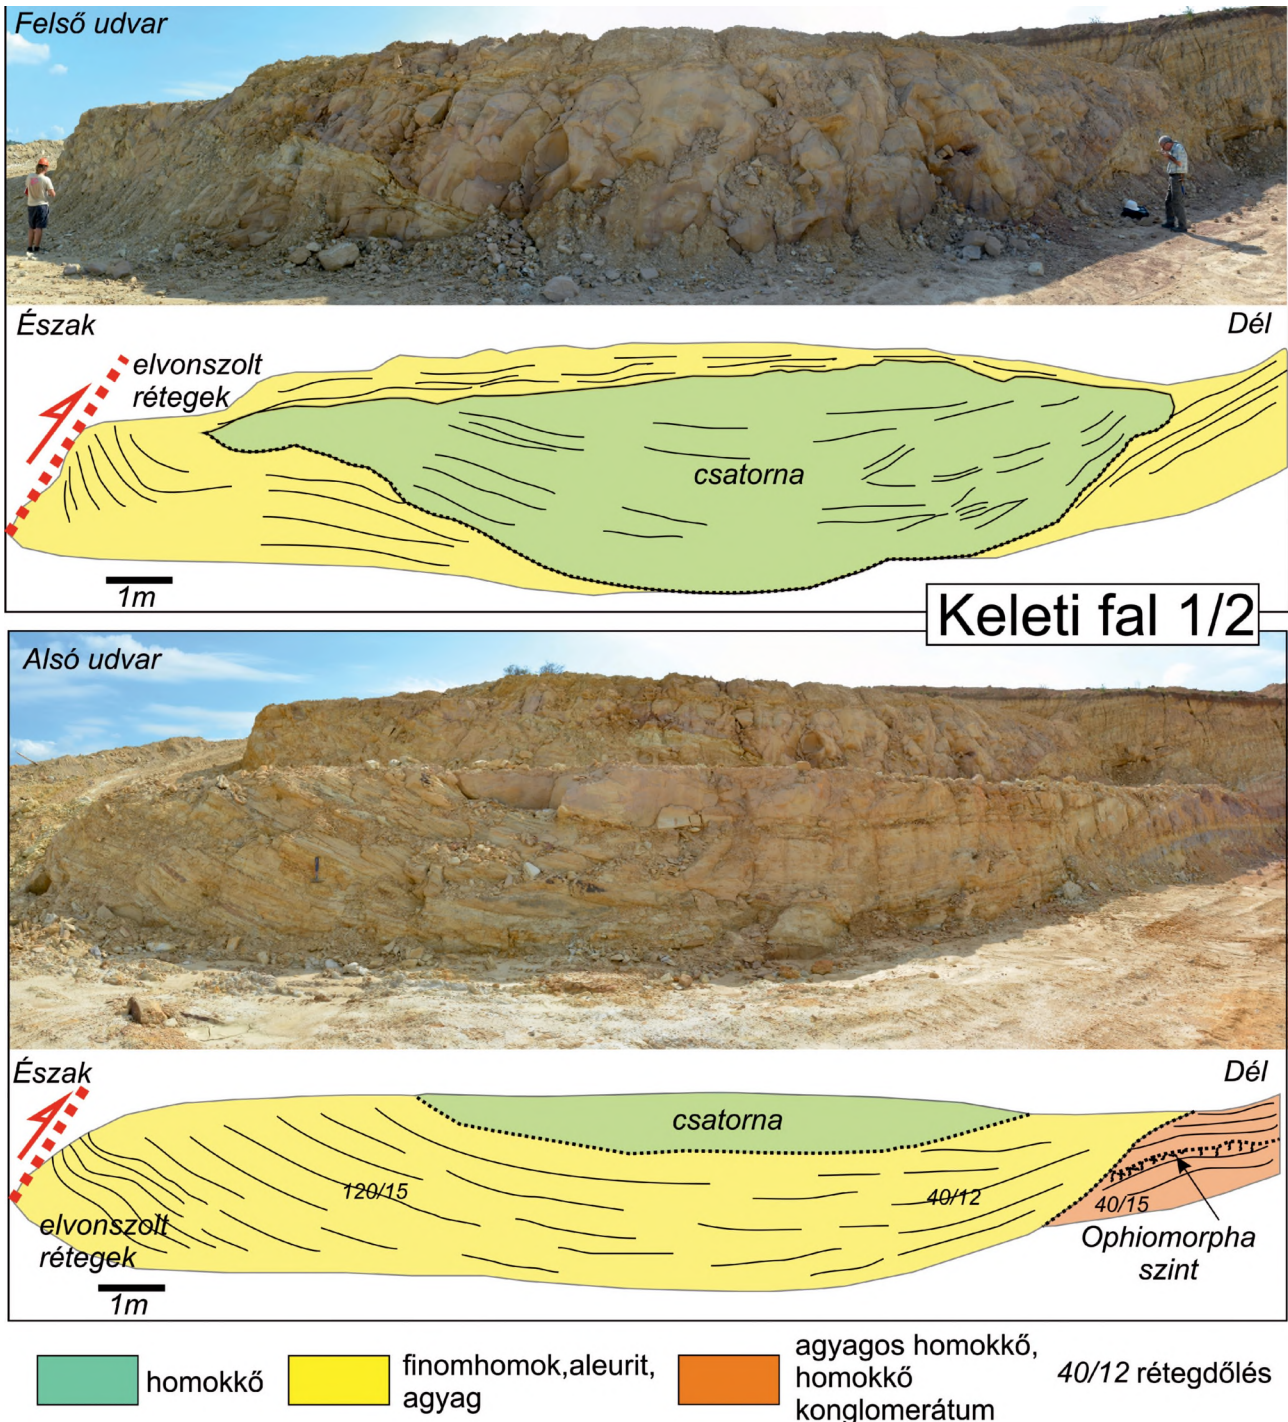 Felső udvar
Észak
Dél
elvonszolt
rétegek
csatorna
1m
Keleti fal 1/2
Alsó udvar
Észak
Dél
csatorna
120/15
40/12
40/15
elvonszolt
rétegek
Ophiomorpha
szint
1m
homokkő
finomhomok,aleurit,
agyag
agyagos homokkő,
homokkő
konglomerátum
40/12 rétegdőlés